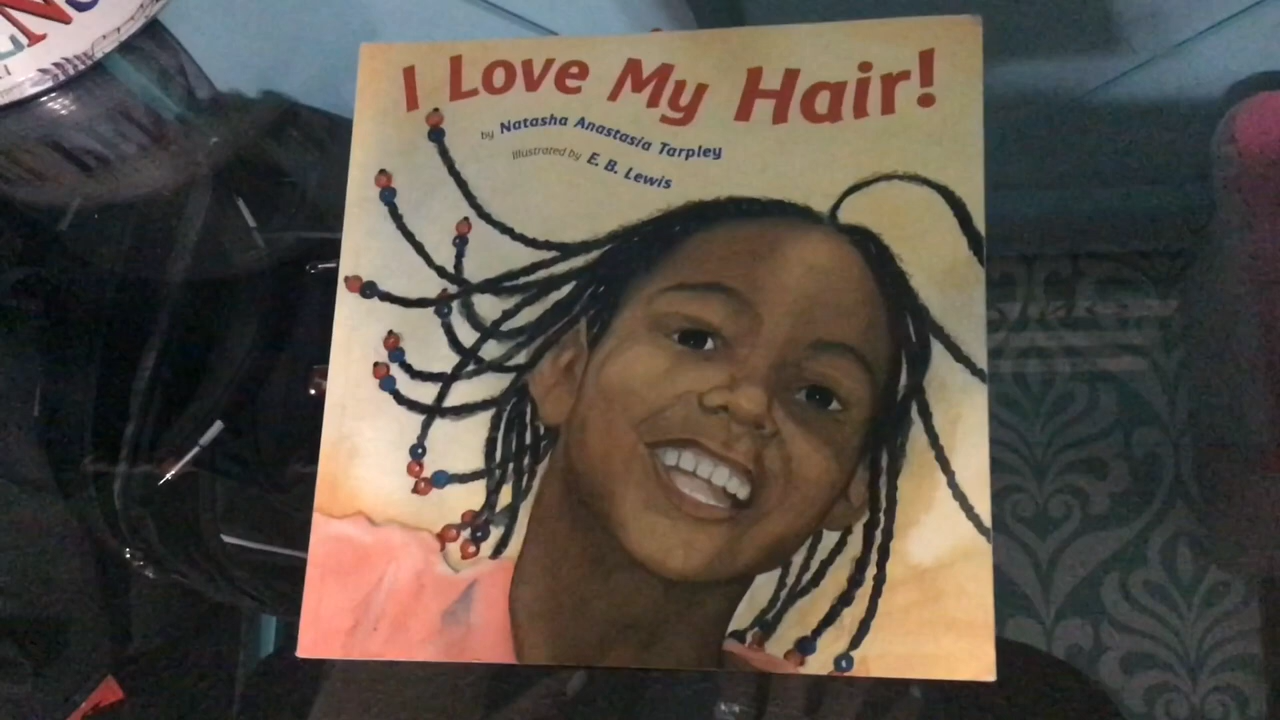 I Love My Hair!
by Natasha Anastasia Tarpley
illustrated by E. B. Lewis